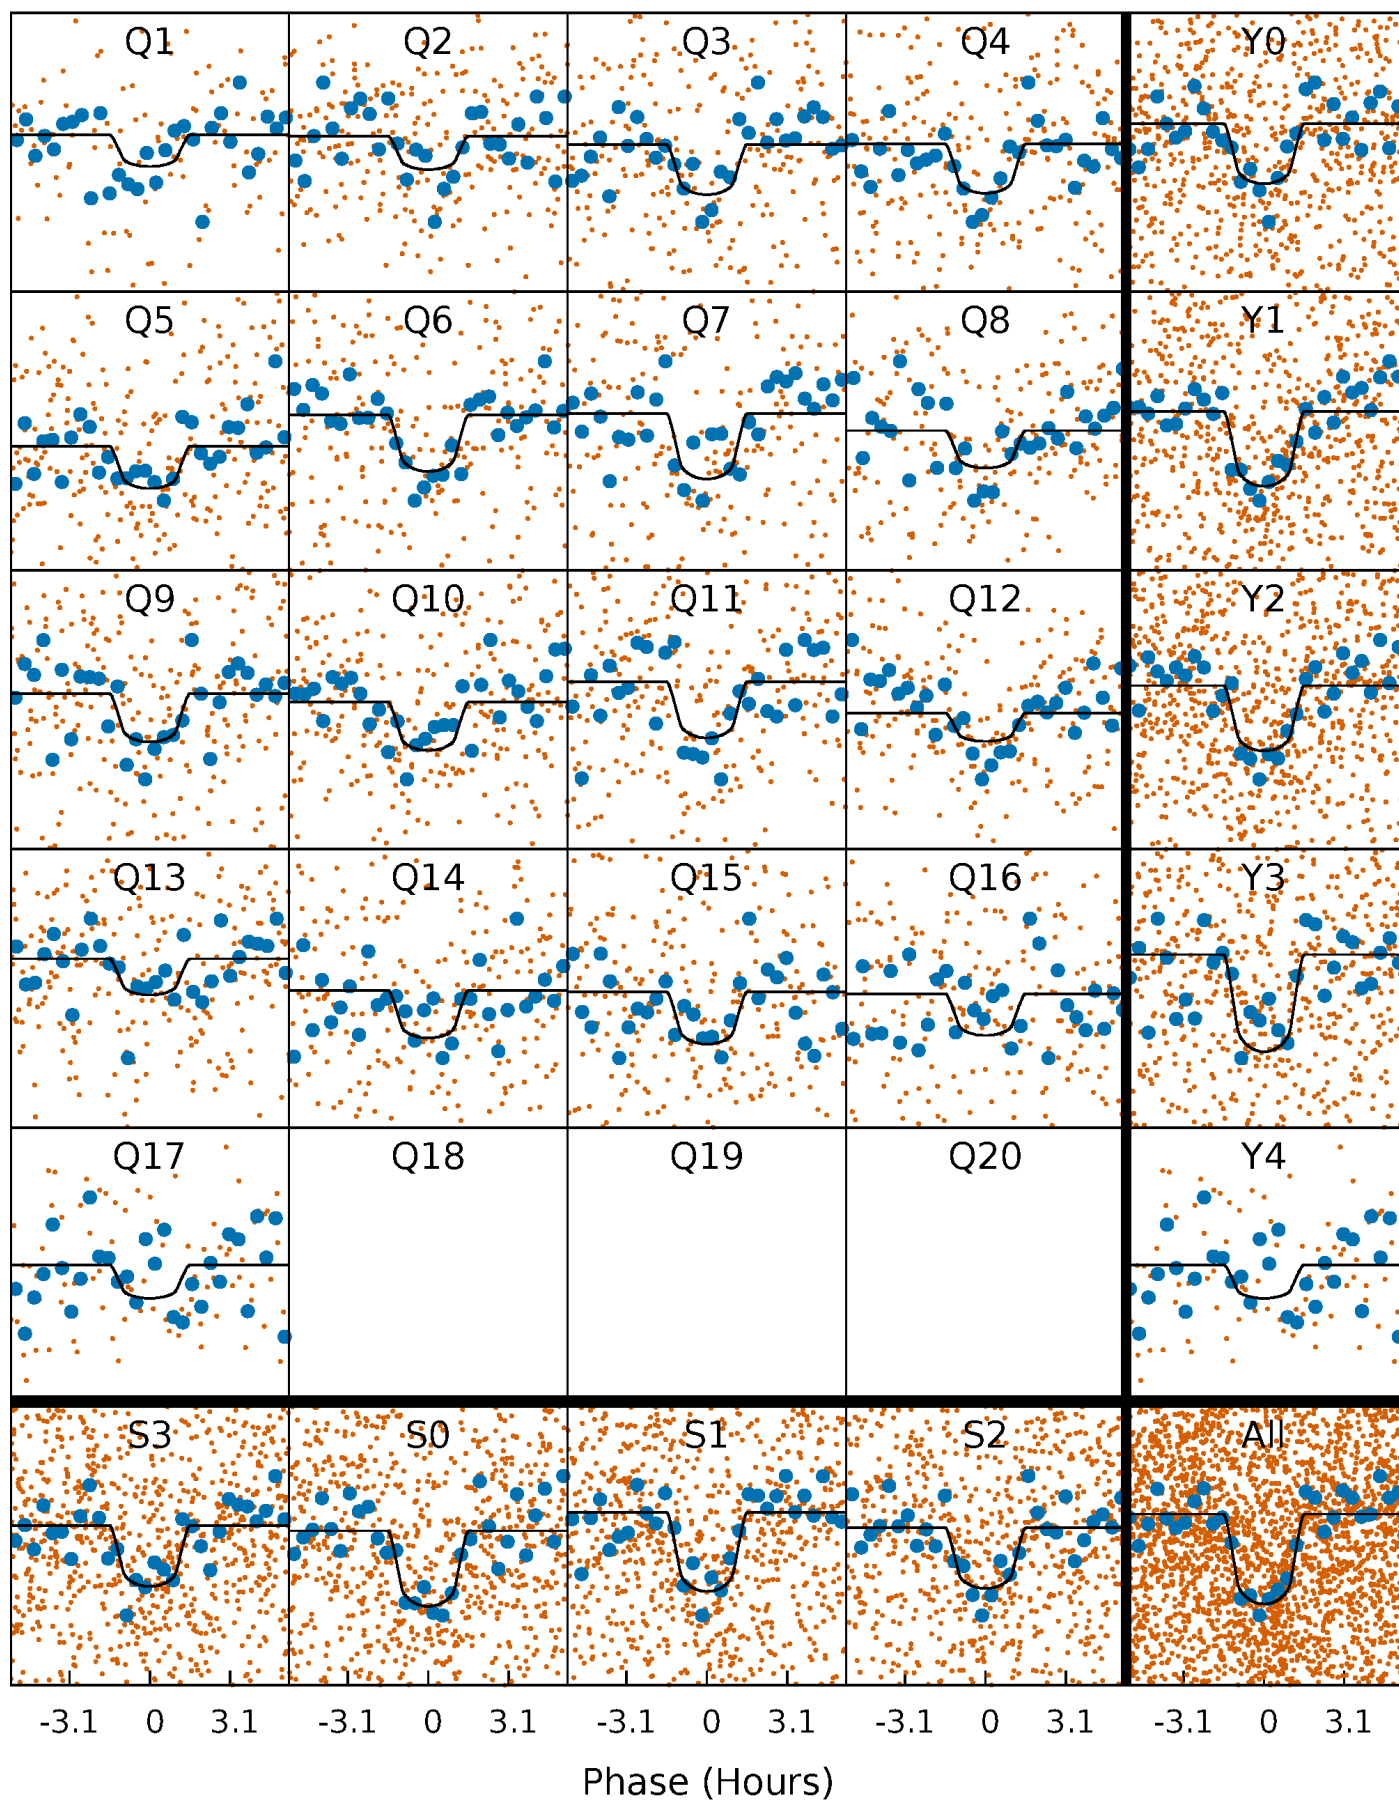 Q1 Q2 Q3 Q4 Y0
Q5 Q6 Q7 Q8 Y1
Q9 Q10 Q11 Q12 Y2
Q13 Q14 Q15 Q16 Y3
Q17 Q18 Q19 Q20 Y4
S3 S0 S1 S2 All
-3.1 0 3.1 -3.1 0 3.1 -3.1 0 3.1 -3.1 0 3.1 -3.1 0 3.1
Phase (Hours)